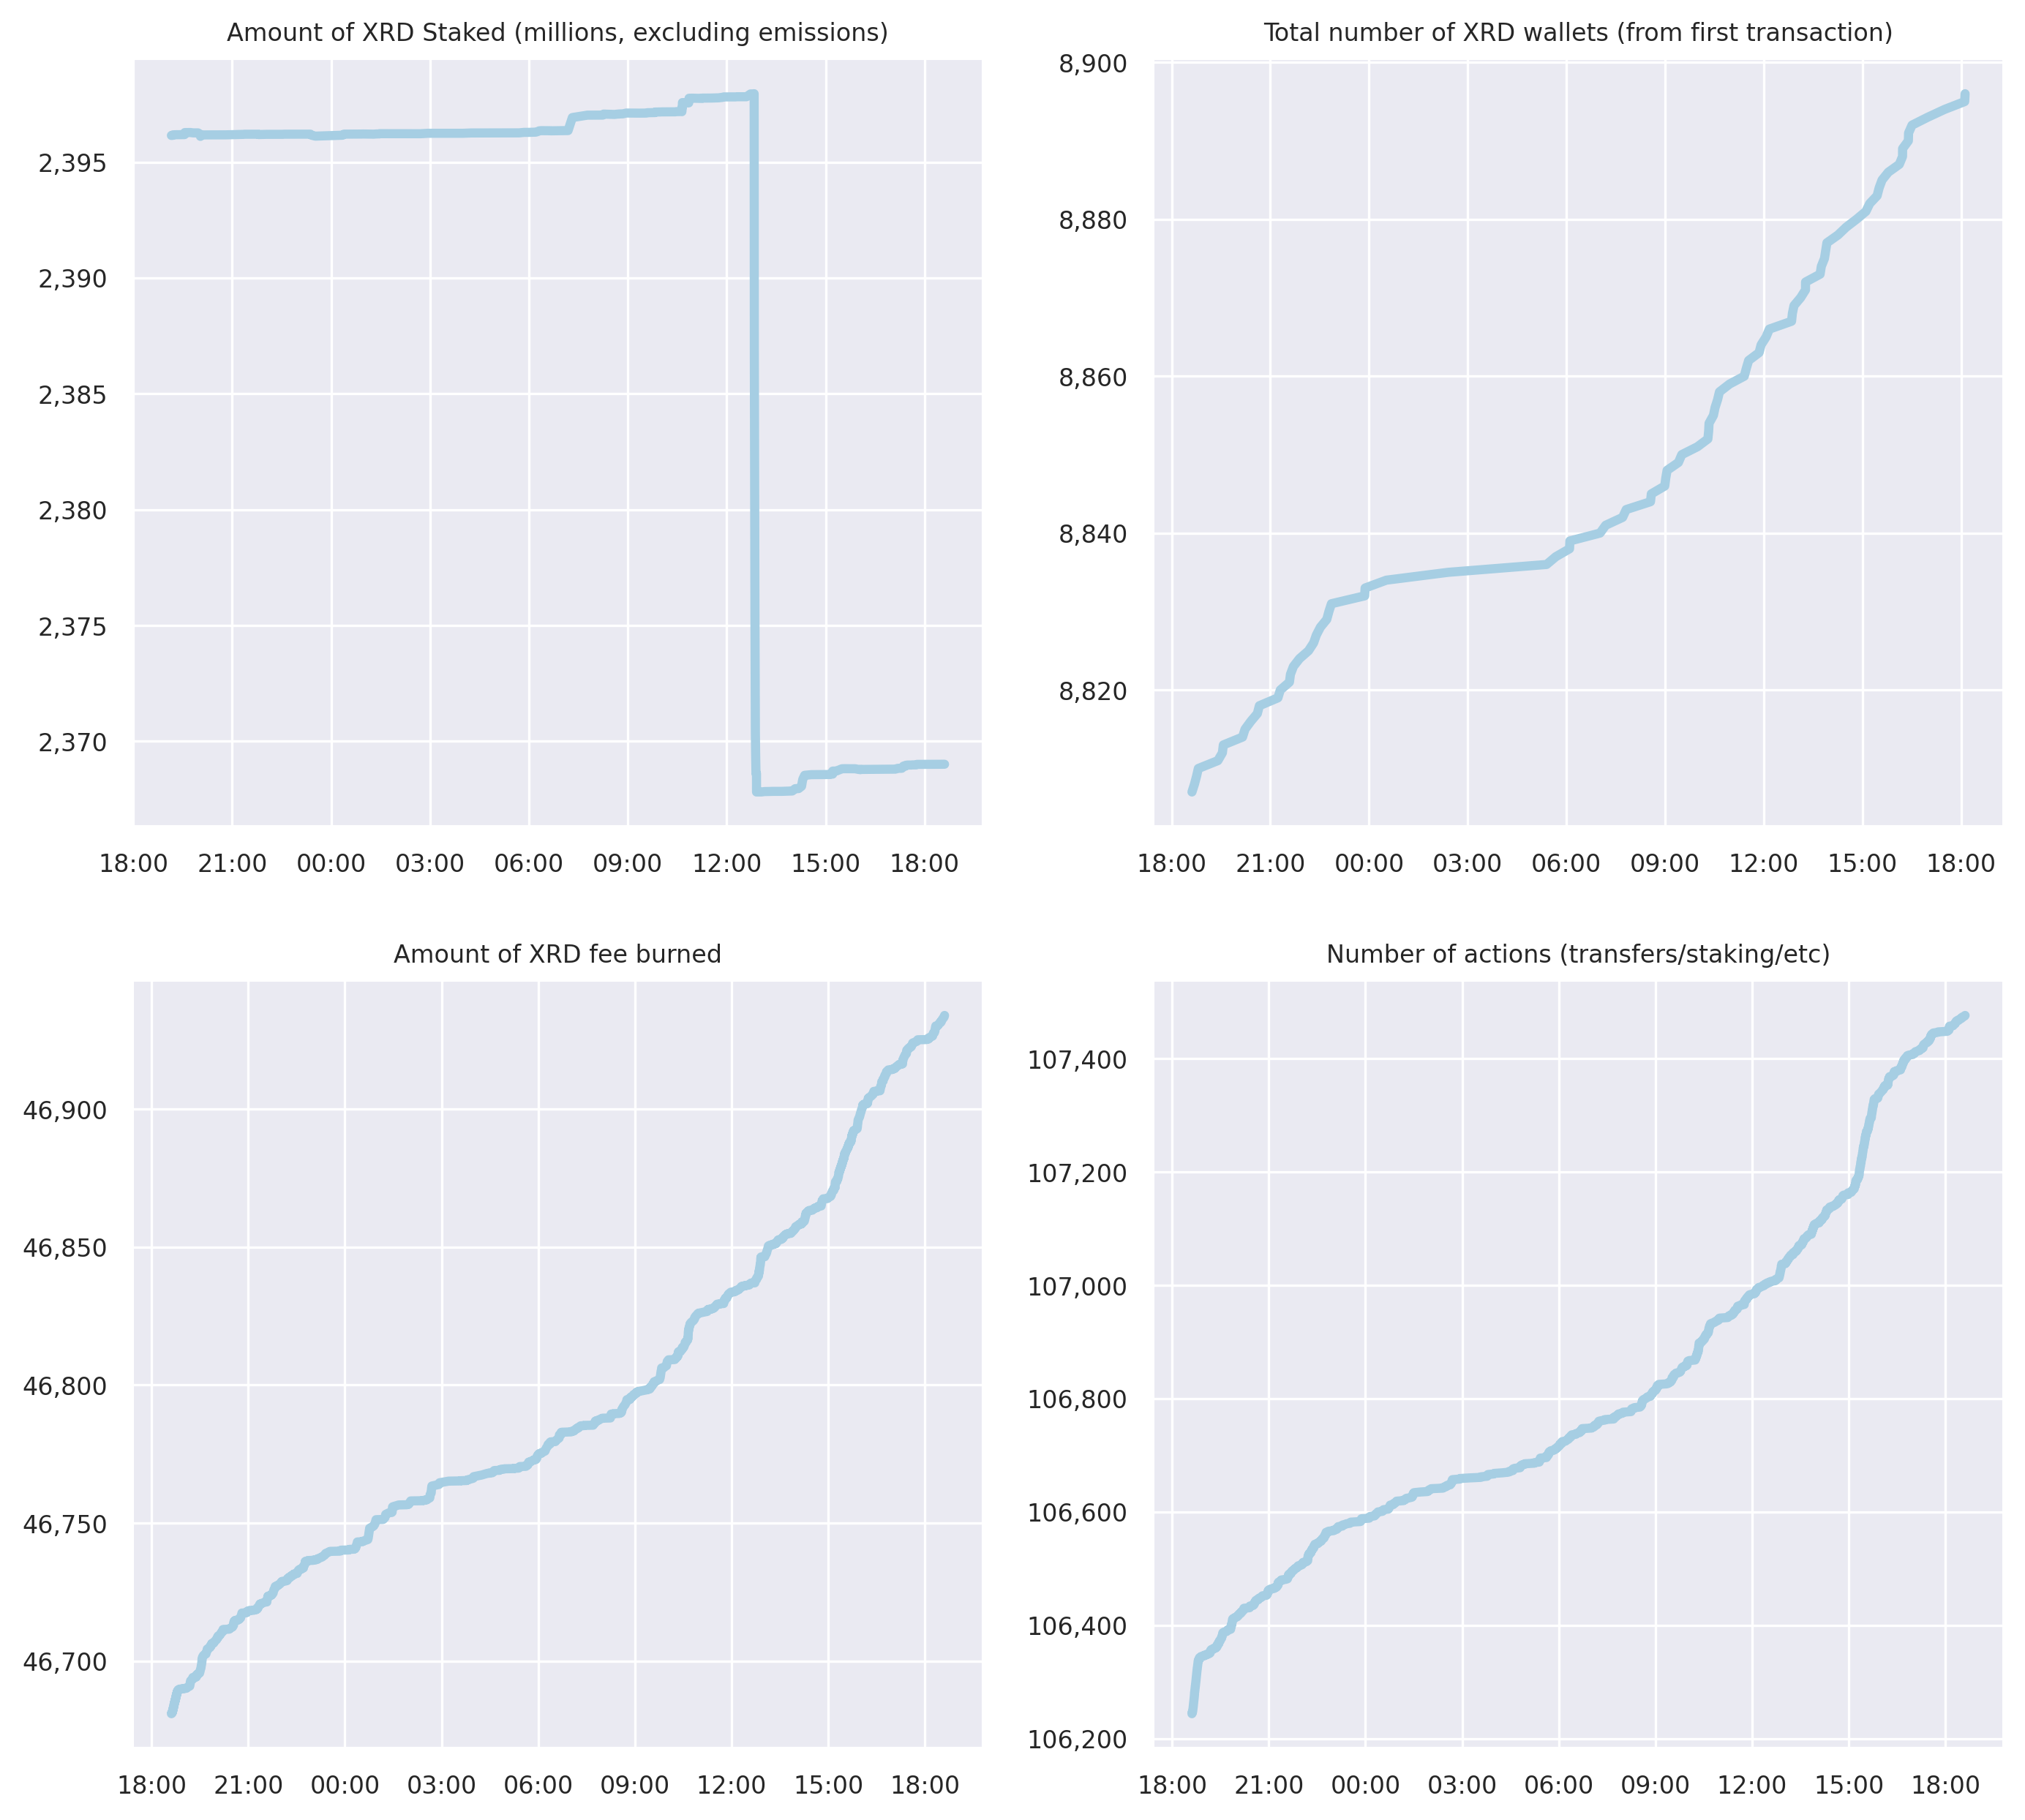 Amount of XRD Staked (millions, excluding emissions)
2,395
2,390
2,385
2,380
2,375
2,370
18:00 21:00 00:00 03:00 06:00 09:00 12:00 15:00 18:00
Total number of XRD wallets (from first transaction)
8,900
8,880
8,860
8,840
8,820
18:00 21:00 00:00 03:00 06:00 09:00 12:00 15:00 18:00
Amount of XRD fee burned
46,900
46,850
46,800
46,750
46,700
18:00 21:00 00:00 03:00 06:00 09:00 12:00 15:00 18:00
Number of actions (transfers/staking/etc)
107,400
107,200
107,000
106,800
106,600
106,400
106,200
18:00 21:00 00:00 03:00 06:00 09:00 12:00 15:00 18:00